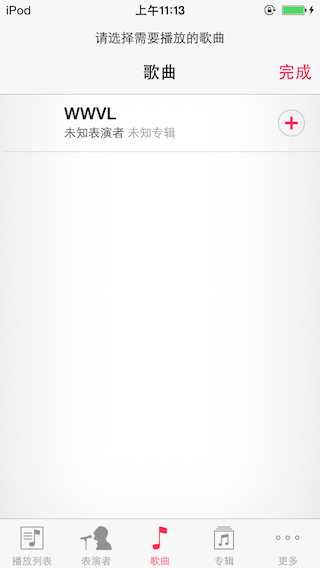 iPod 上午11:13
请选择需要播放的歌曲
歌曲 完成
WWVL
未知表演者 未知专辑
播放列表 表演者 歌曲 专辑 更多